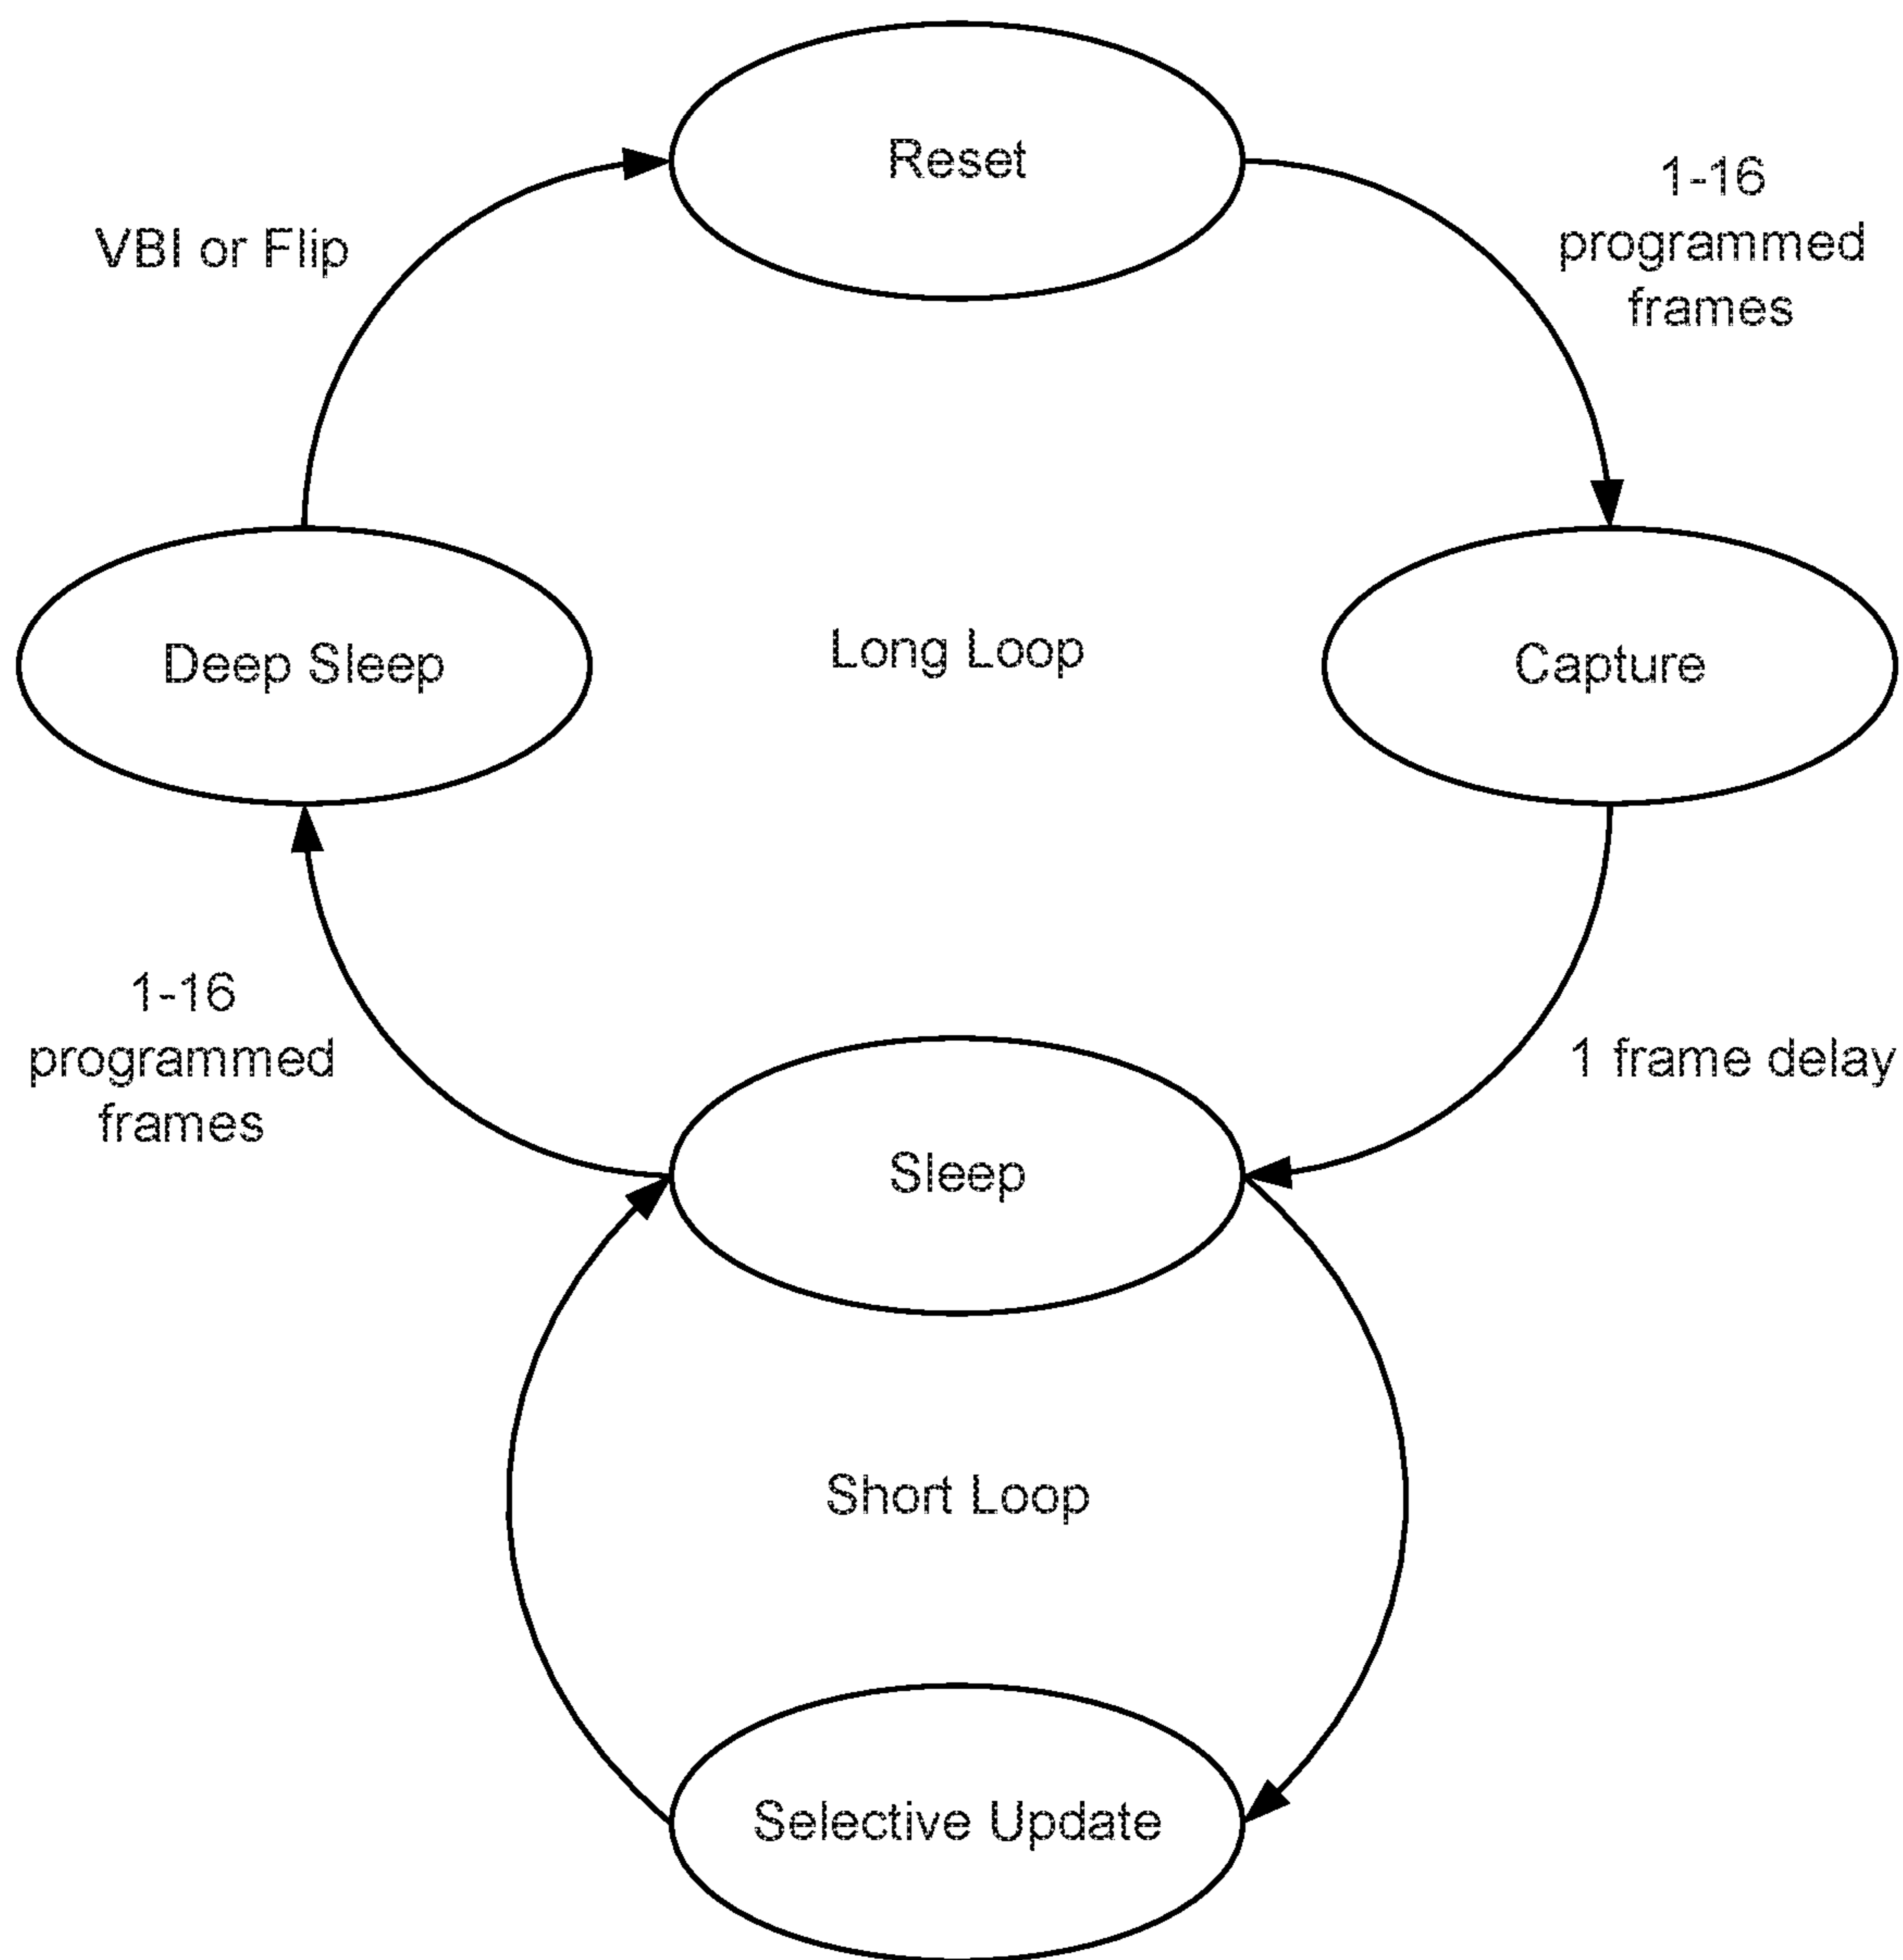 Reset
1-16
programmed
frames
VBI or Flip
Deep Sleep
Long Loop
Capture
1-16
programmed
frames
1 frame delay
Sleep
Short Loop
Selective Update